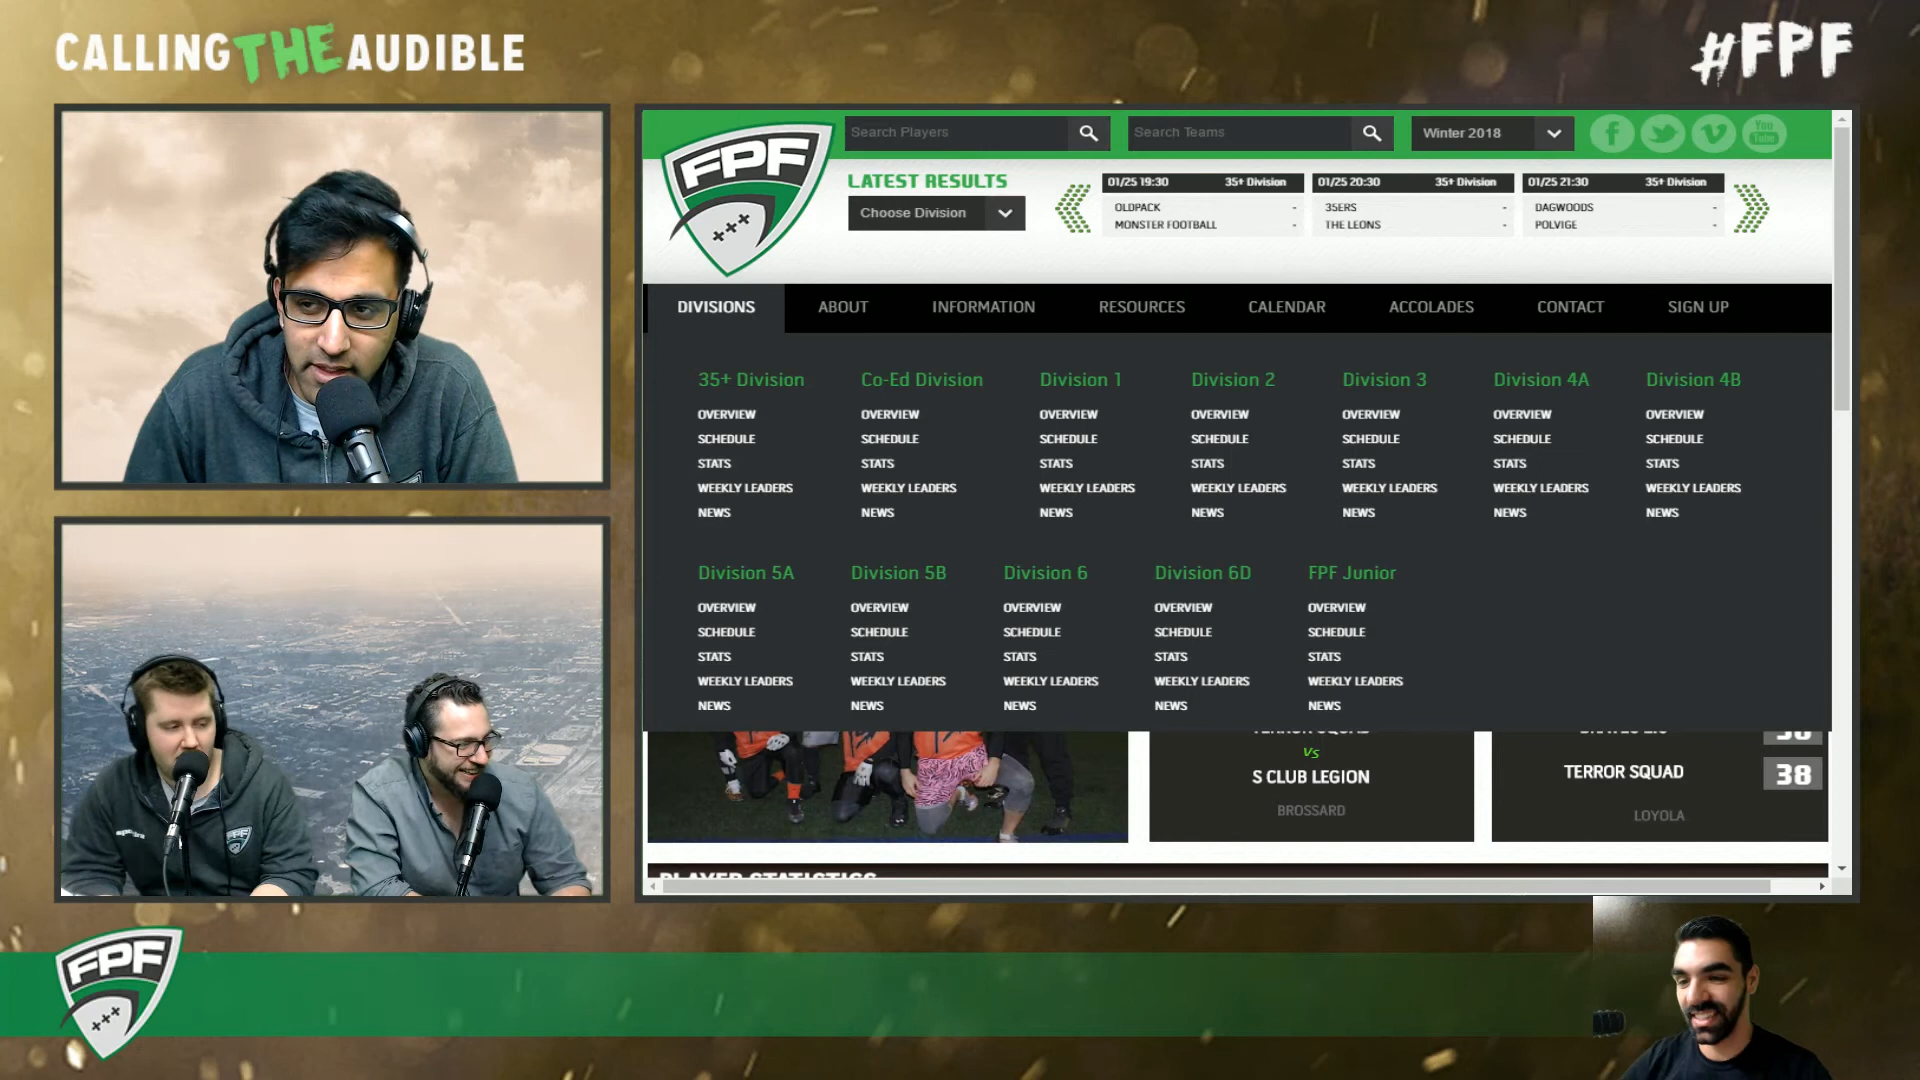 CALLING THE AUDIBLE
#FPF
FPF
Search Players
Search Teams
Winter 2018
You Tube
LATEST RESULTS
Choose Division
01/25 19:30 35+ Division
OLDPACK -
MONSTER FOOTBALL -
01/25 20:30 35+ Division
35ERS -
THE LEONS -
01/25 21:30 35+ Division
DAGWOODS -
POLVIGE -
DIVISIONS ABOUT INFORMATION RESOURCES CALENDAR ACCOLADES CONTACT SIGN UP
35+ Division Co-Ed Division Division 1 Division 2 Division 3 Division 4A Division 4B
OVERVIEW OVERVIEW OVERVIEW OVERVIEW OVERVIEW OVERVIEW OVERVIEW
SCHEDULE SCHEDULE SCHEDULE SCHEDULE SCHEDULE SCHEDULE SCHEDULE
STATS STATS STATS STATS STATS STATS STATS
WEEKLY LEADERS WEEKLY LEADERS WEEKLY LEADERS WEEKLY LEADERS WEEKLY LEADERS WEEKLY LEADERS WEEKLY LEADERS
NEWS NEWS NEWS NEWS NEWS NEWS NEWS
Division 5A Division 5B Division 6 Division 6D FPF Junior
OVERVIEW OVERVIEW OVERVIEW OVERVIEW OVERVIEW
SCHEDULE SCHEDULE SCHEDULE SCHEDULE SCHEDULE
STATS STATS STATS STATS STATS
WEEKLY LEADERS WEEKLY LEADERS WEEKLY LEADERS WEEKLY LEADERS WEEKLY LEADERS
NEWS NEWS NEWS NEWS NEWS
TERROR SQUAD
Vs
S CLUB LEGION
BROSSARD
TERROR SQUAD 38
LOYOLA
PLAYER STATISTICS
FPF
FPF